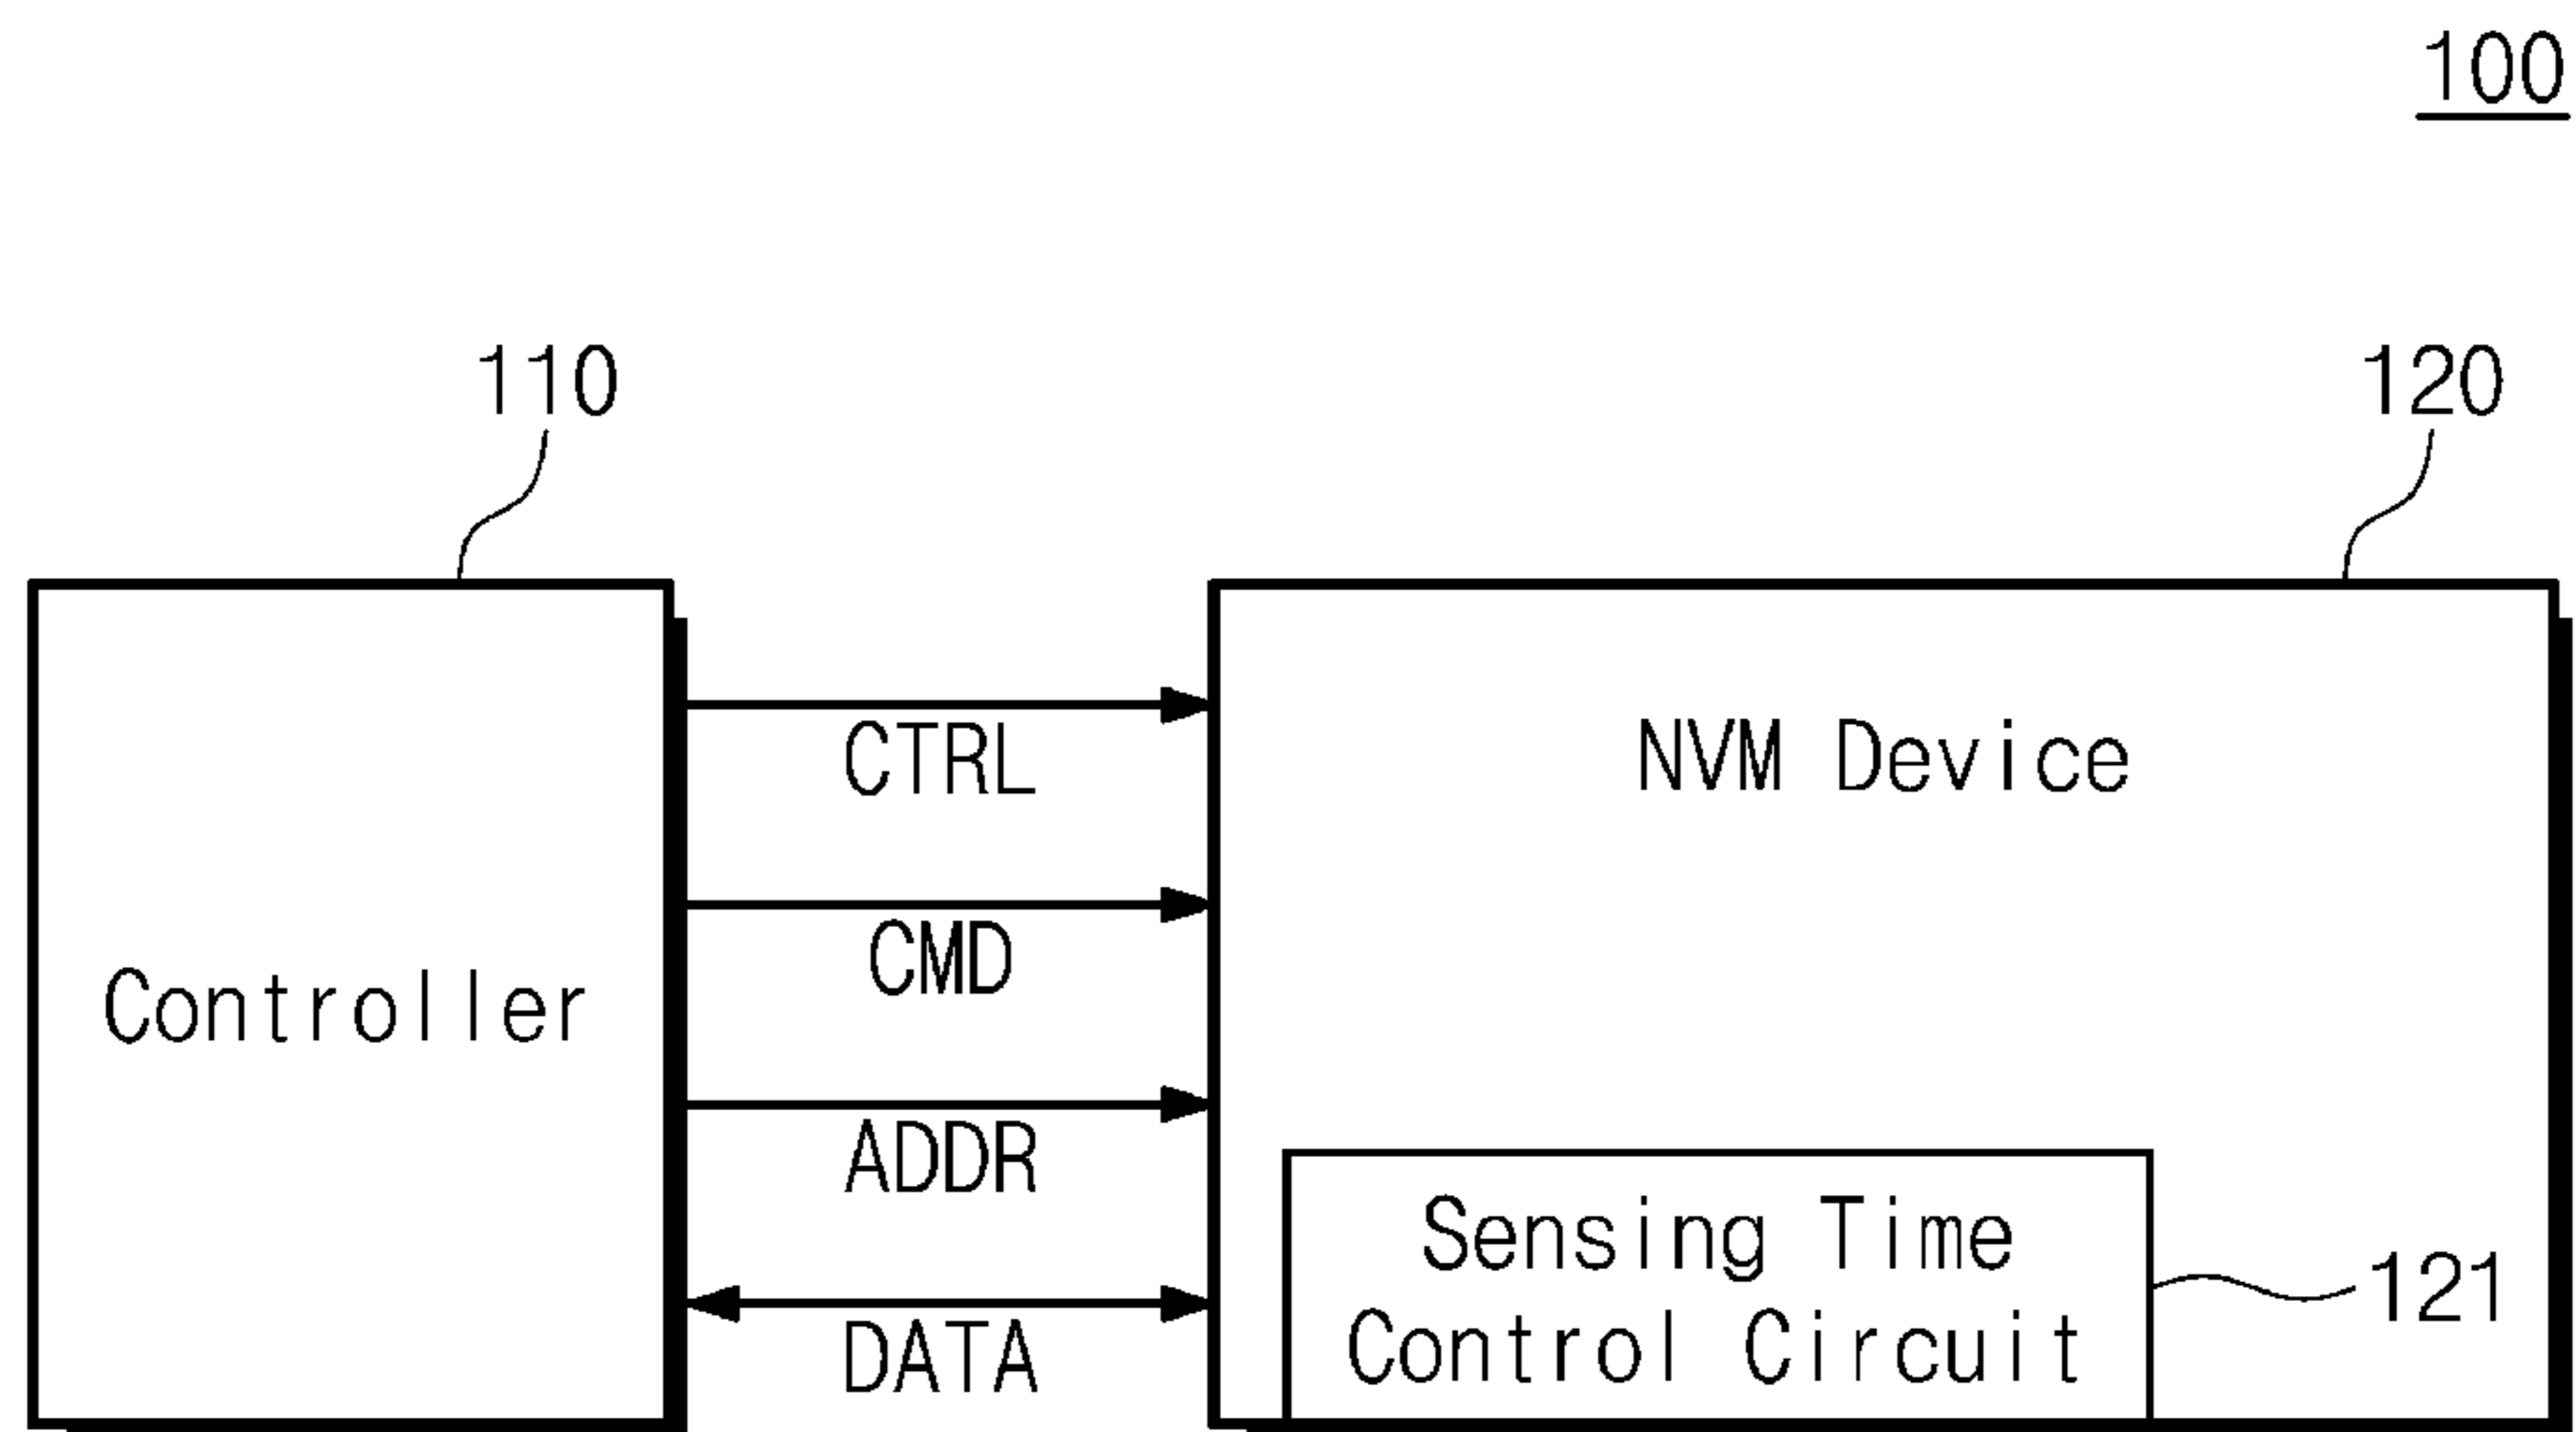 100
110
120
CTRL
NVM Device
CMD
Controller
ADDR
Sensing Time
Control Circuit
121
DATA